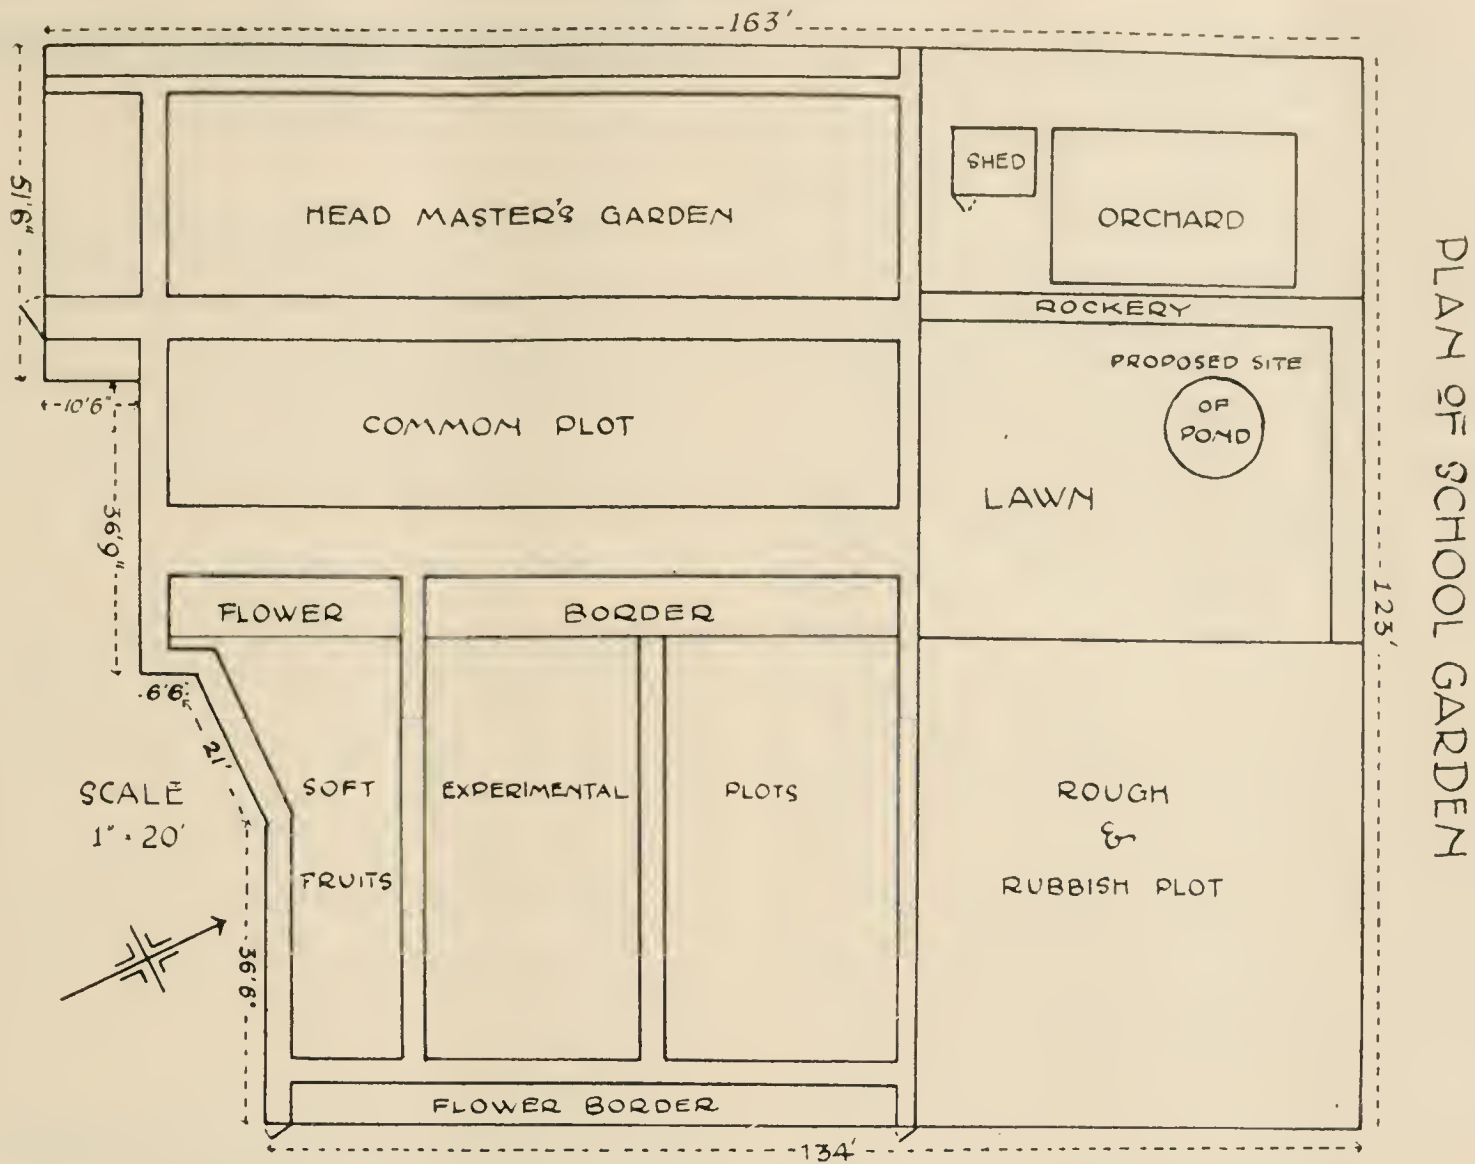 163'
51'6"
HEAD MASTER'S GARDEN
SHED
ORCHARD
ROCKERY
PROPOSED SITE
OF
POND
10'6"
COMMON PLOT
LAWN
36'9"
FLOWER BORDER
6'6"
21'
123'
SCALE
1" = 20'
SOFT
FRUITS
EXPERIMENTAL PLOTS
ROUGH
&
RUBBISH PLOT
36'6"
FLOWER BORDER
134'
PLAN OF SCHOOL GARDEN